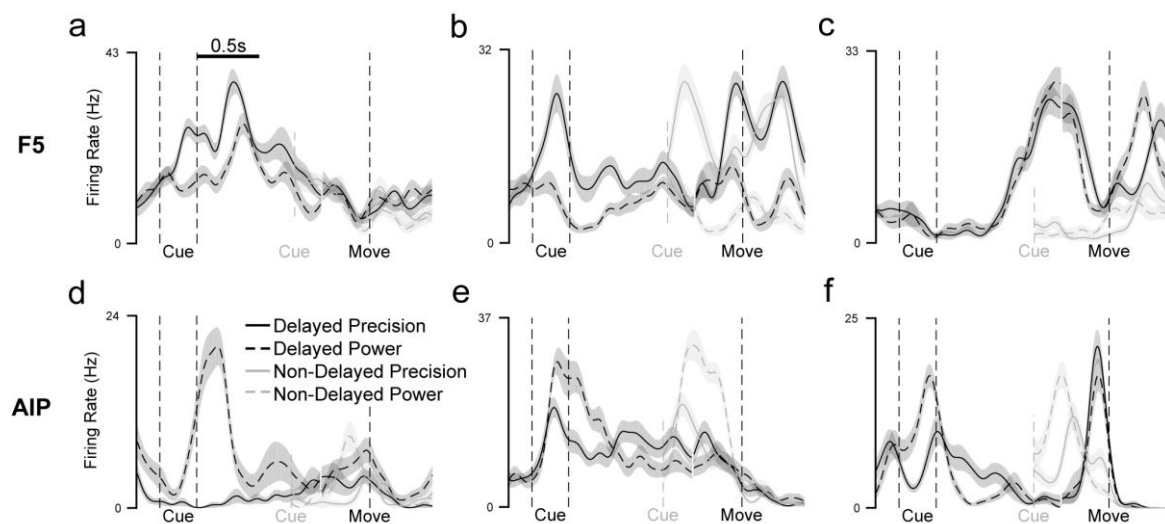 a
b
c
0.5s
43
32
33
F5
Firing Rate (Hz)
0
0
0
Cue
Cue
Move
Cue
Cue
Move
Cue
Cue
Move
d
e
f
24
37
25
Delayed Precision
Delayed Power
Non-Delayed Precision
Non-Delayed Power
AIP
Firing Rate (Hz)
0
0
0
Cue
Cue
Move
Cue
Cue
Move
Cue
Cue
Move